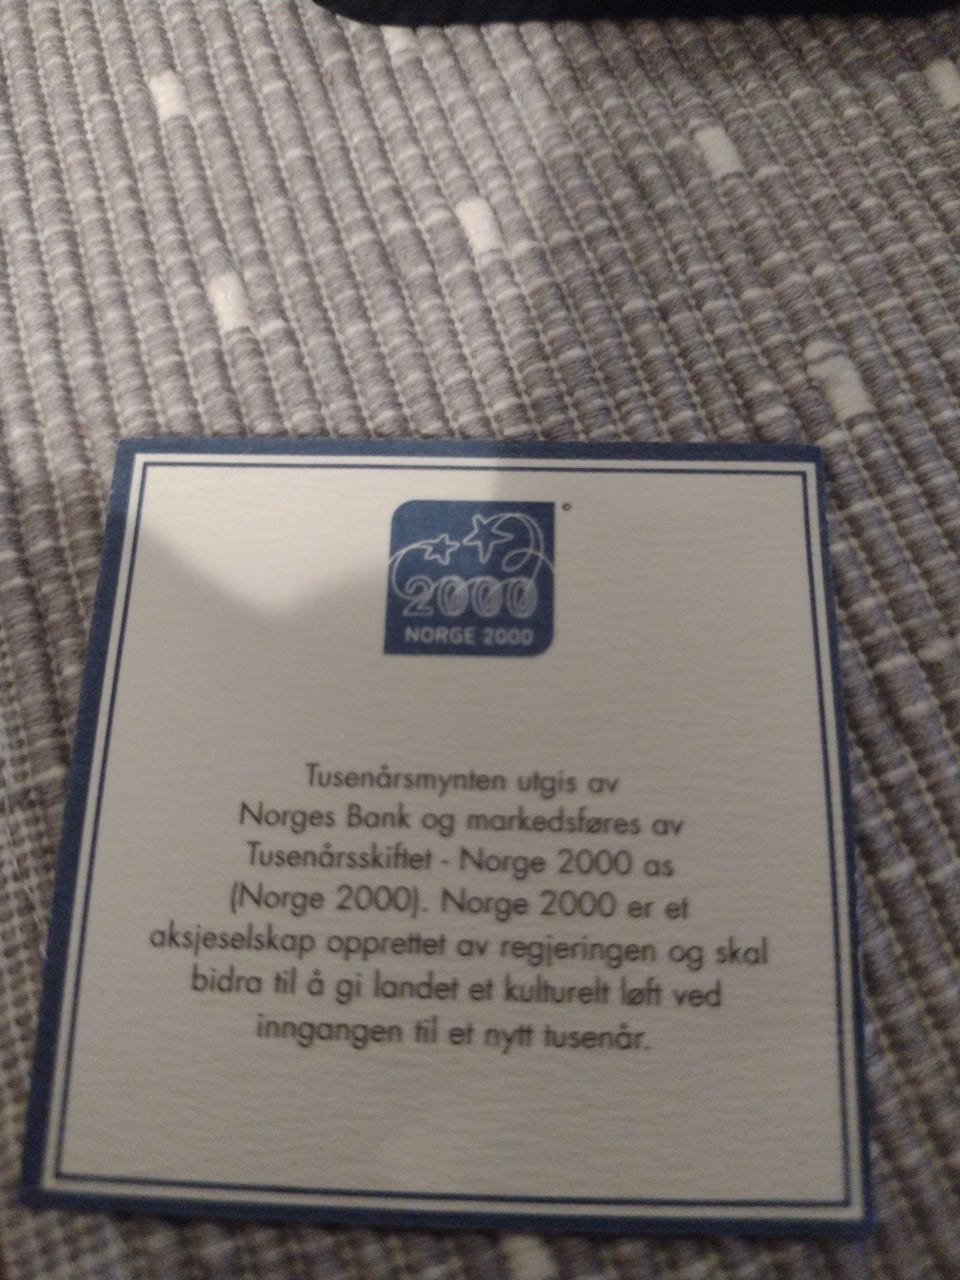 ©
2000
NORGE 2000
Tusenårsmynten utgis av
Norges Bank og markedsføres av
Tusenårsskiftet - Norge 2000 as
(Norge 2000). Norge 2000 er et
aksjeselskap opprettet av regjeringen og skal
bidra til å gi landet et kulturelt løft ved
inngangen til et nytt tusenår.